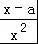 x − a
x²